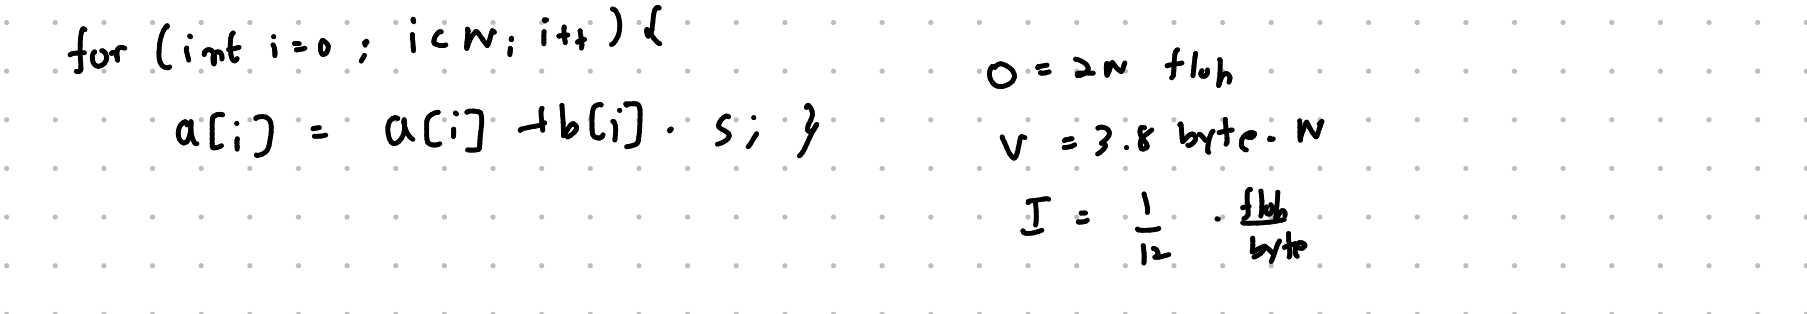 for (int i=0; i<N; i++) {
a[i] = a[i] + b[i] · s; }
O = 2N flop
V = 3·8 byte · N
I = 1/12 · flop/byte